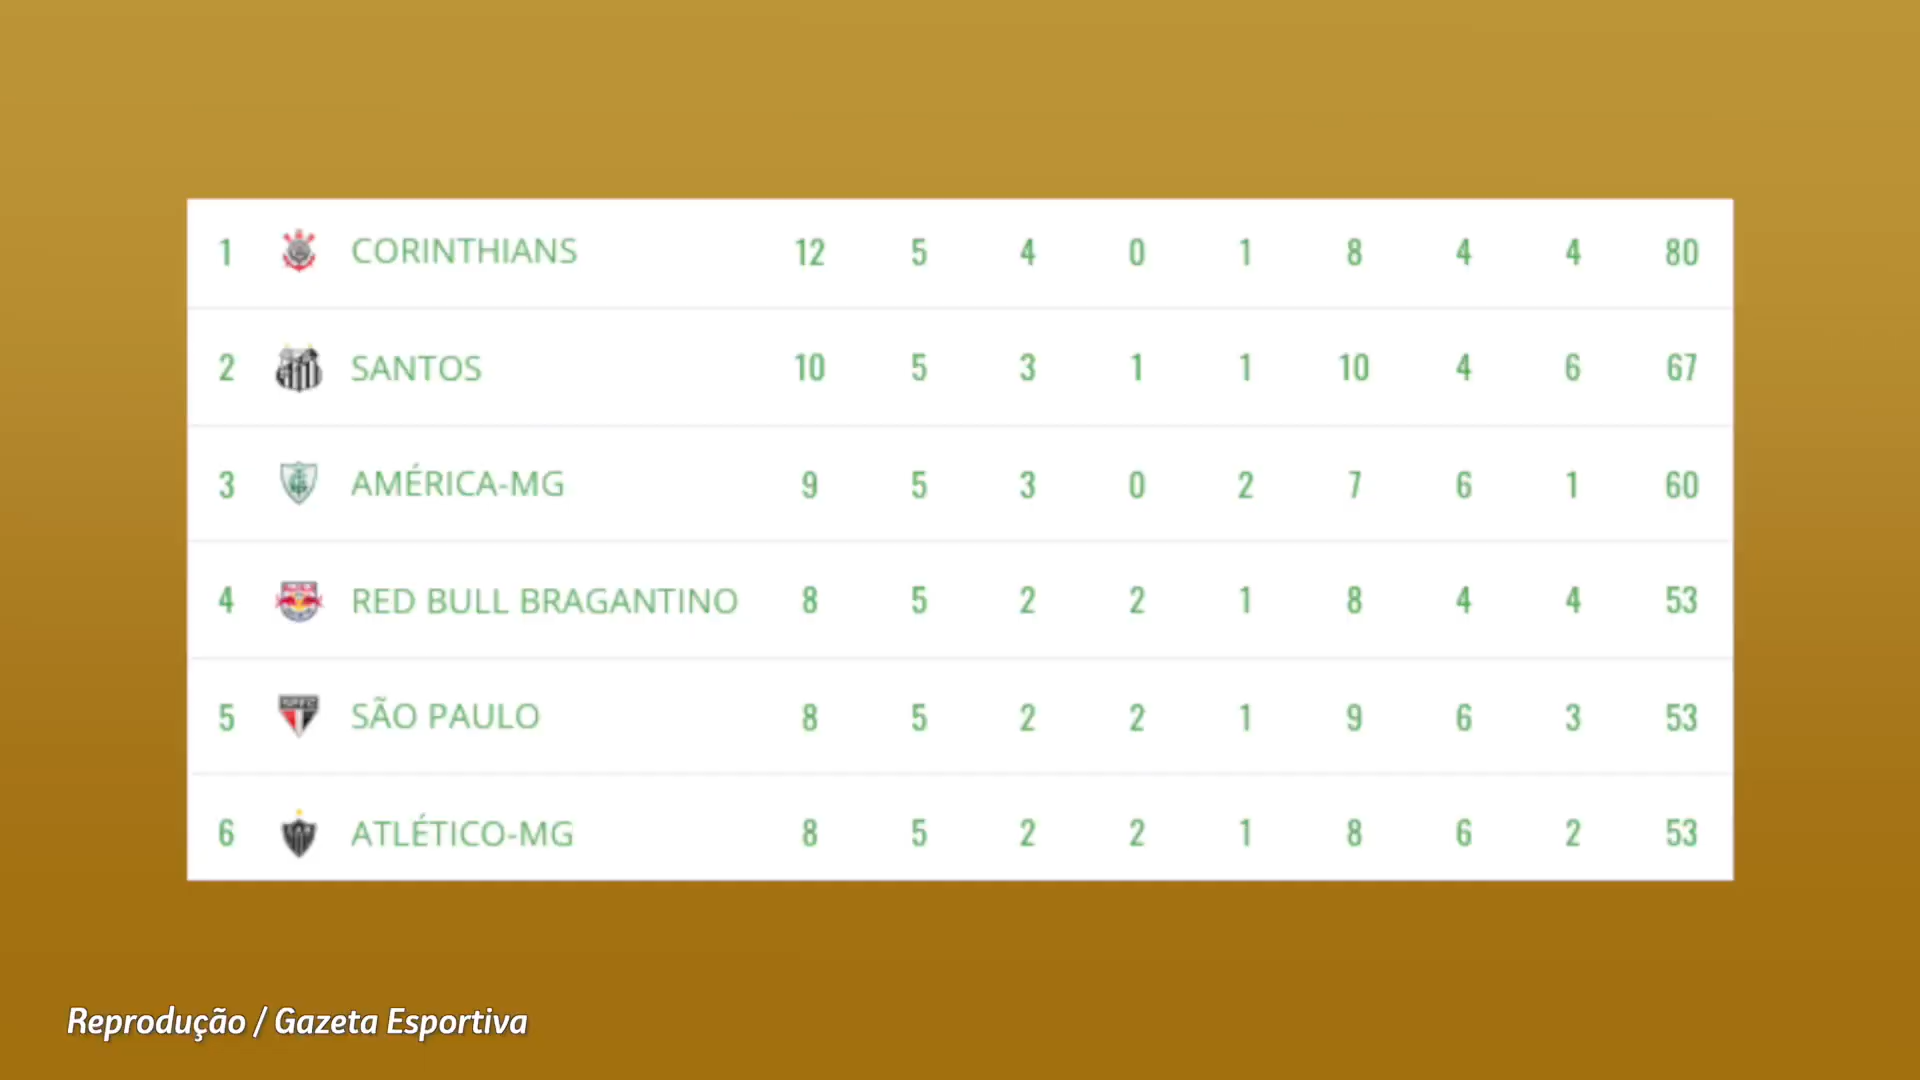 1 CORINTHIANS 12 5 4 0 1 8 4 4 80
2 SANTOS 10 5 3 1 1 10 4 6 67
3 AMÉRICA-MG 9 5 3 0 2 7 6 1 60
4 RED BULL BRAGANTINO 8 5 2 2 1 8 4 4 53
5 SÃO PAULO 8 5 2 2 1 9 6 3 53
6 ATLÉTICO-MG 8 5 2 2 1 8 6 2 53
Reprodução / Gazeta Esportiva